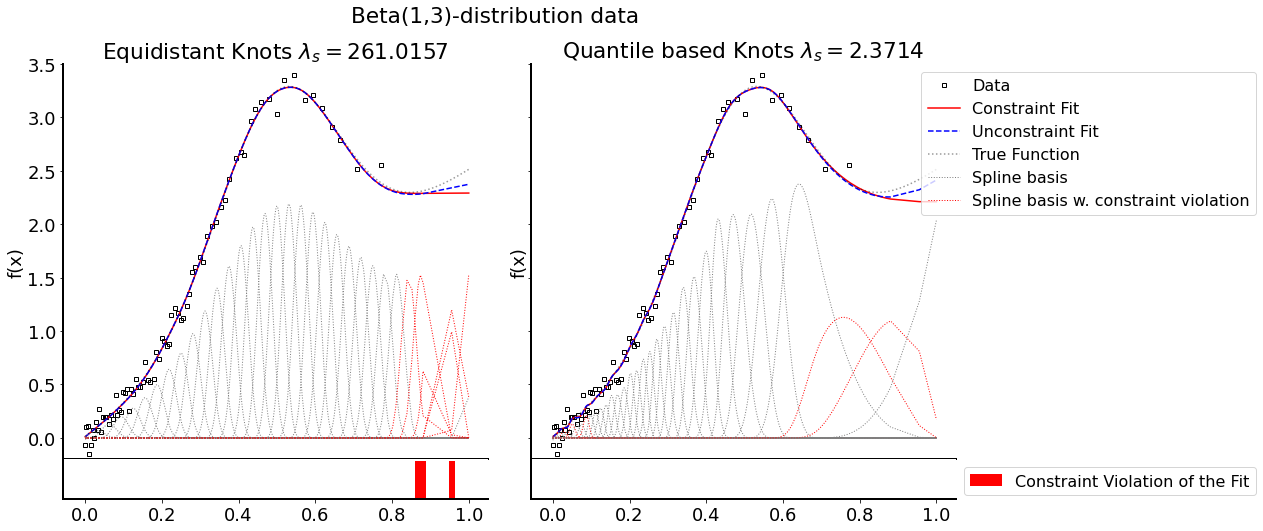 Beta(1,3)-distribution data
Equidistant Knots λ_s = 261.0157
Quantile based Knots λ_s = 2.3714
3.5
3.0
2.5
2.0
1.5
1.0
0.5
0.0
f(x)
f(x)
Data
Constraint Fit
Unconstraint Fit
True Function
Spline basis
Spline basis w. constraint violation
Constraint Violation of the Fit
0.0 0.2 0.4 0.6 0.8 1.0
0.0 0.2 0.4 0.6 0.8 1.0